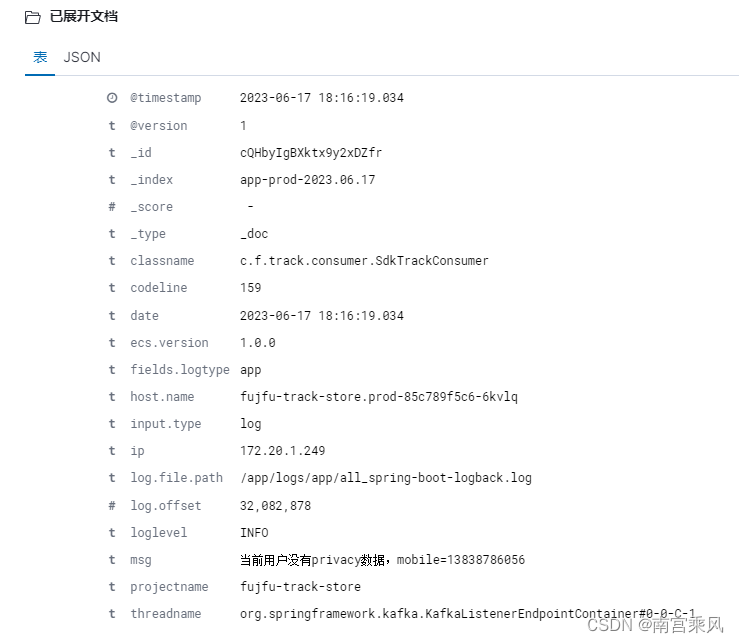 已展开文档
表 JSON
@timestamp 2023-06-17 18:16:19.034
t @version 1
t _id cQHbyIgBXktx9y2xDZfr
t _index app-prod-2023.06.17
# _score -
t _type _doc
t classname c.f.track.consumer.SdkTrackConsumer
t codeline 159
t date 2023-06-17 18:16:19.034
t ecs.version 1.0.0
t fields.logtype app
t host.name fujfu-track-store.prod-85c789f5c6-6kvlq
t input.type log
t ip 172.20.1.249
t log.file.path /app/logs/app/all_spring-boot-logback.log
# log.offset 32,082,878
t loglevel INFO
t msg 当前用户没有privacy数据，mobile=13838786056
t projectname fujfu-track-store
t threadname org.springframework.kafka.KafkaListenerEndpointContainer#0-0-C-1
CSDN @南宫乘风